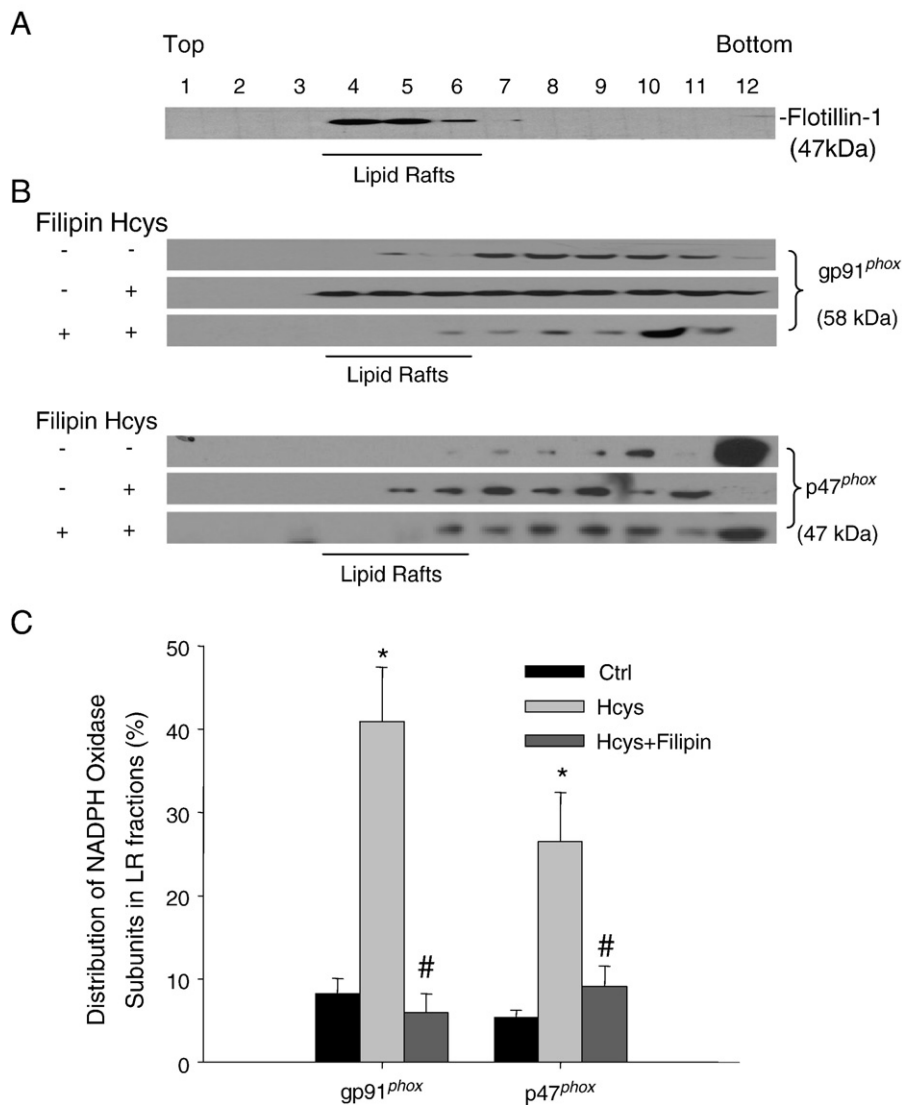 A
Top Bottom
1 2 3 4 5 6 7 8 9 10 11 12
-Flotillin-1
(47kDa)
Lipid Rafts
B
Filipin Hcys
- -
- +
+ +
gp91phox
(58 kDa)
Lipid Rafts
Filipin Hcys
- -
- +
+ +
p47phox
(47 kDa)
Lipid Rafts
C
Distribution of NADPH Oxidase
Subunits in LR fractions (%)
50
40
30
20
10
0
*
#
*
#
Ctrl
Hcys
Hcys+Filipin
gp91phox p47phox